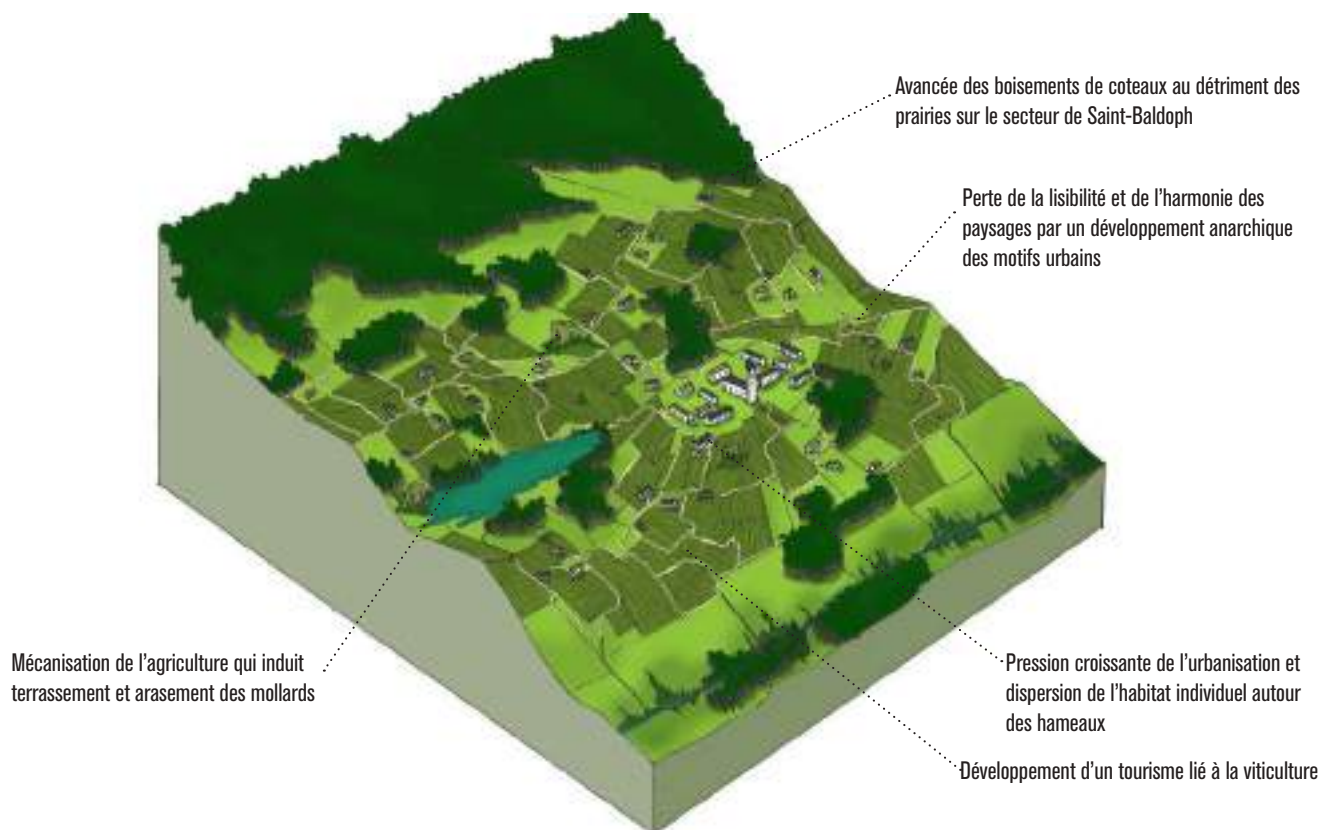 Avancée des boisements de coteaux au détriment des
prairies sur le secteur de Saint-Baldoph
Perte de la lisibilité et de l’harmonie des
paysages par un développement anarchique
des motifs urbains
Mécanisation de l’agriculture qui induit
terrassement et arasement des mollards
Pression croissante de l’urbanisation et
dispersion de l’habitat individuel autour
des hameaux
Développement d’un tourisme lié à la viticulture